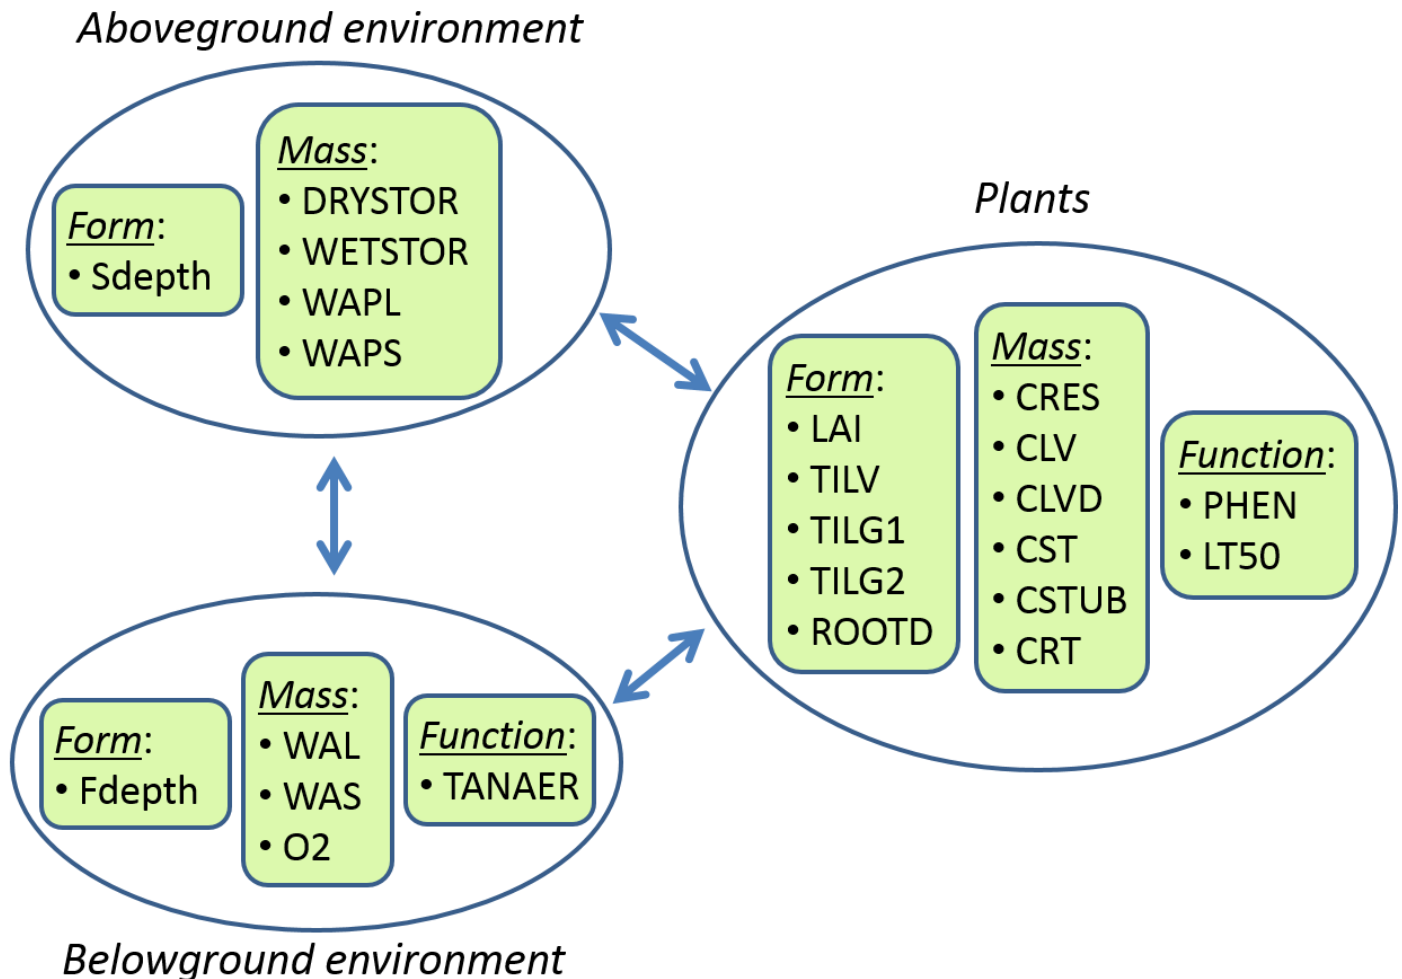 Aboveground environment
Form:
• Sdepth
Mass:
• DRYSTOR
• WETSTOR
• WAPL
• WAPS
Plants
Form:
• LAI
• TILV
• TILG1
• TILG2
• ROOTD
Mass:
• CRES
• CLV
• CLVD
• CST
• CSTUB
• CRT
Function:
• PHEN
• LT50
Form:
• Fdepth
Mass:
• WAL
• WAS
• O2
Function:
• TANAER
Belowground environment